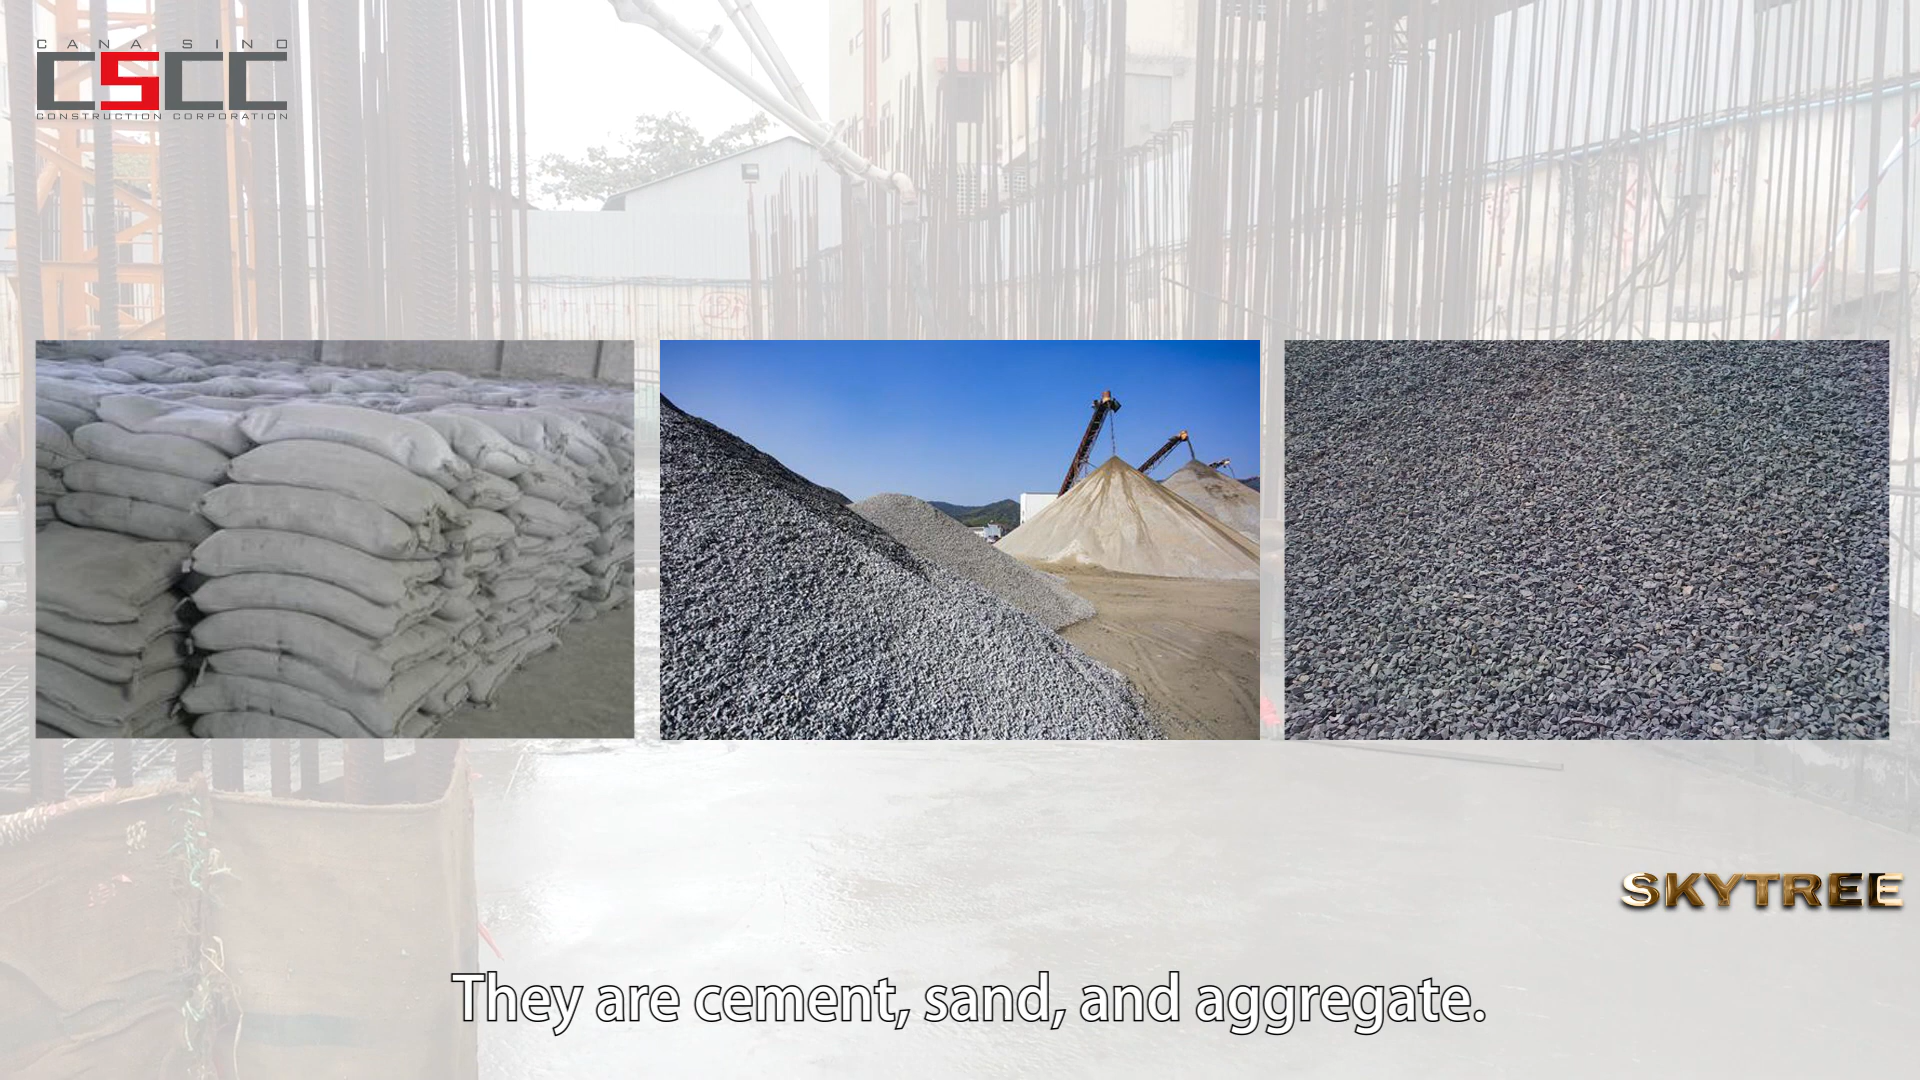 CANA SINO
CSCC
CONSTRUCTION CORPORATION
SKYTREE
They are cement, sand, and aggregate.